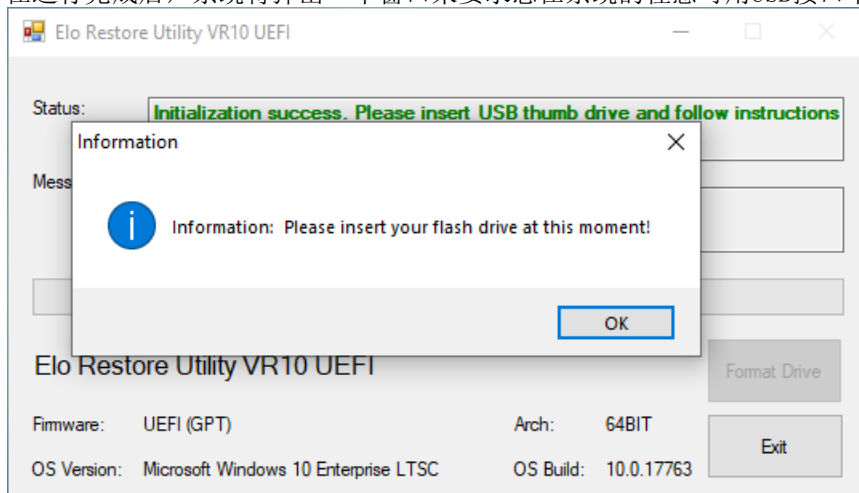 Elo Restore Utility VR10 UEFI
Status: Initialization success. Please insert USB thumb drive and follow instructions
Information
Mess
Information: Please insert your flash drive at this moment!
OK
Elo Restore Utility VR10 UEFI
Format Drive
Firmware: UEFI (GPT) Arch: 64BIT
Exit
OS Version: Microsoft Windows 10 Enterprise LTSC OS Build: 10.0.17763